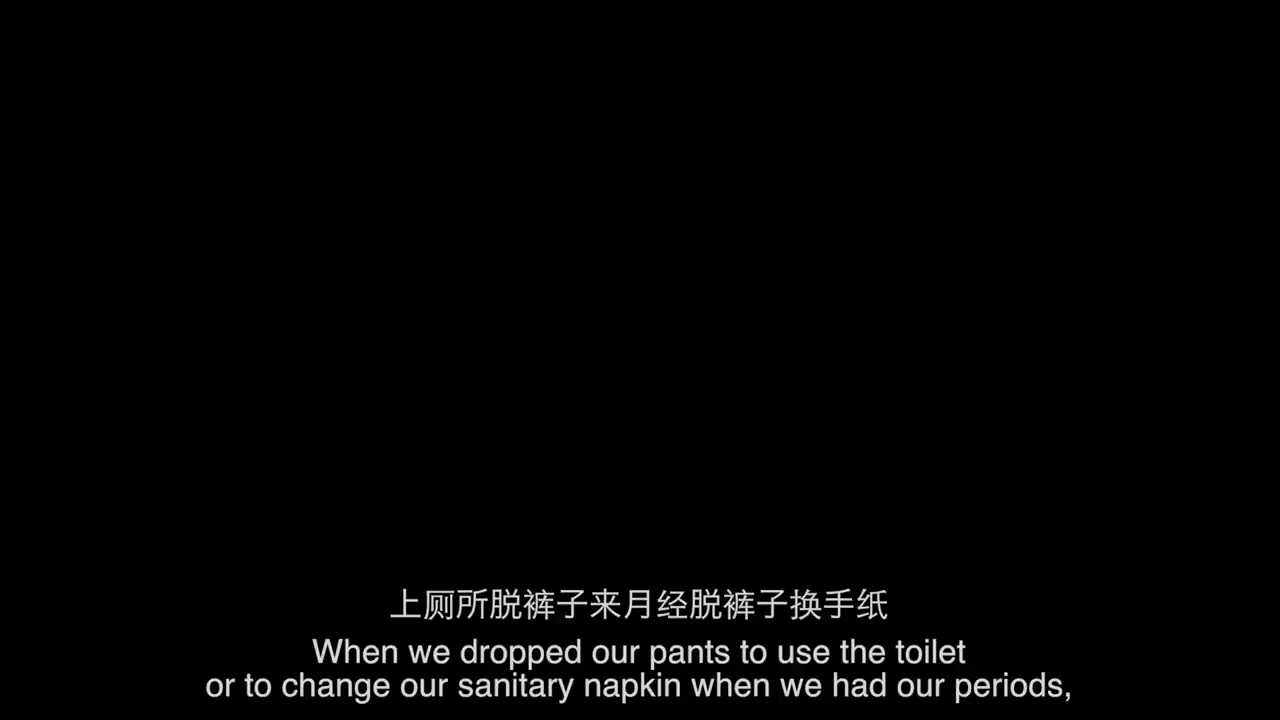 上厕所脱裤子来月经脱裤子换手纸
When we dropped our pants to use the toilet
or to change our sanitary napkin when we had our periods,